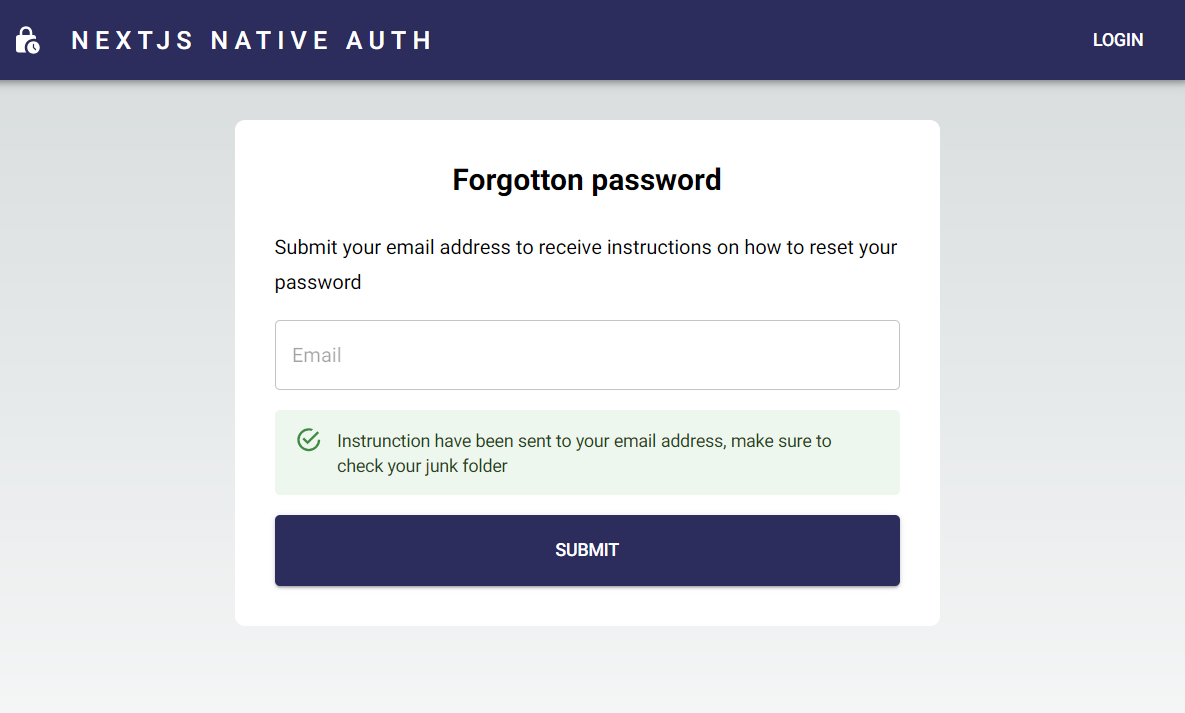 NEXTJS NATIVE AUTH
LOGIN
Forgotton password
Submit your email address to receive instructions on how to reset your
password
Email
Instrunction have been sent to your email address, make sure to
check your junk folder
SUBMIT